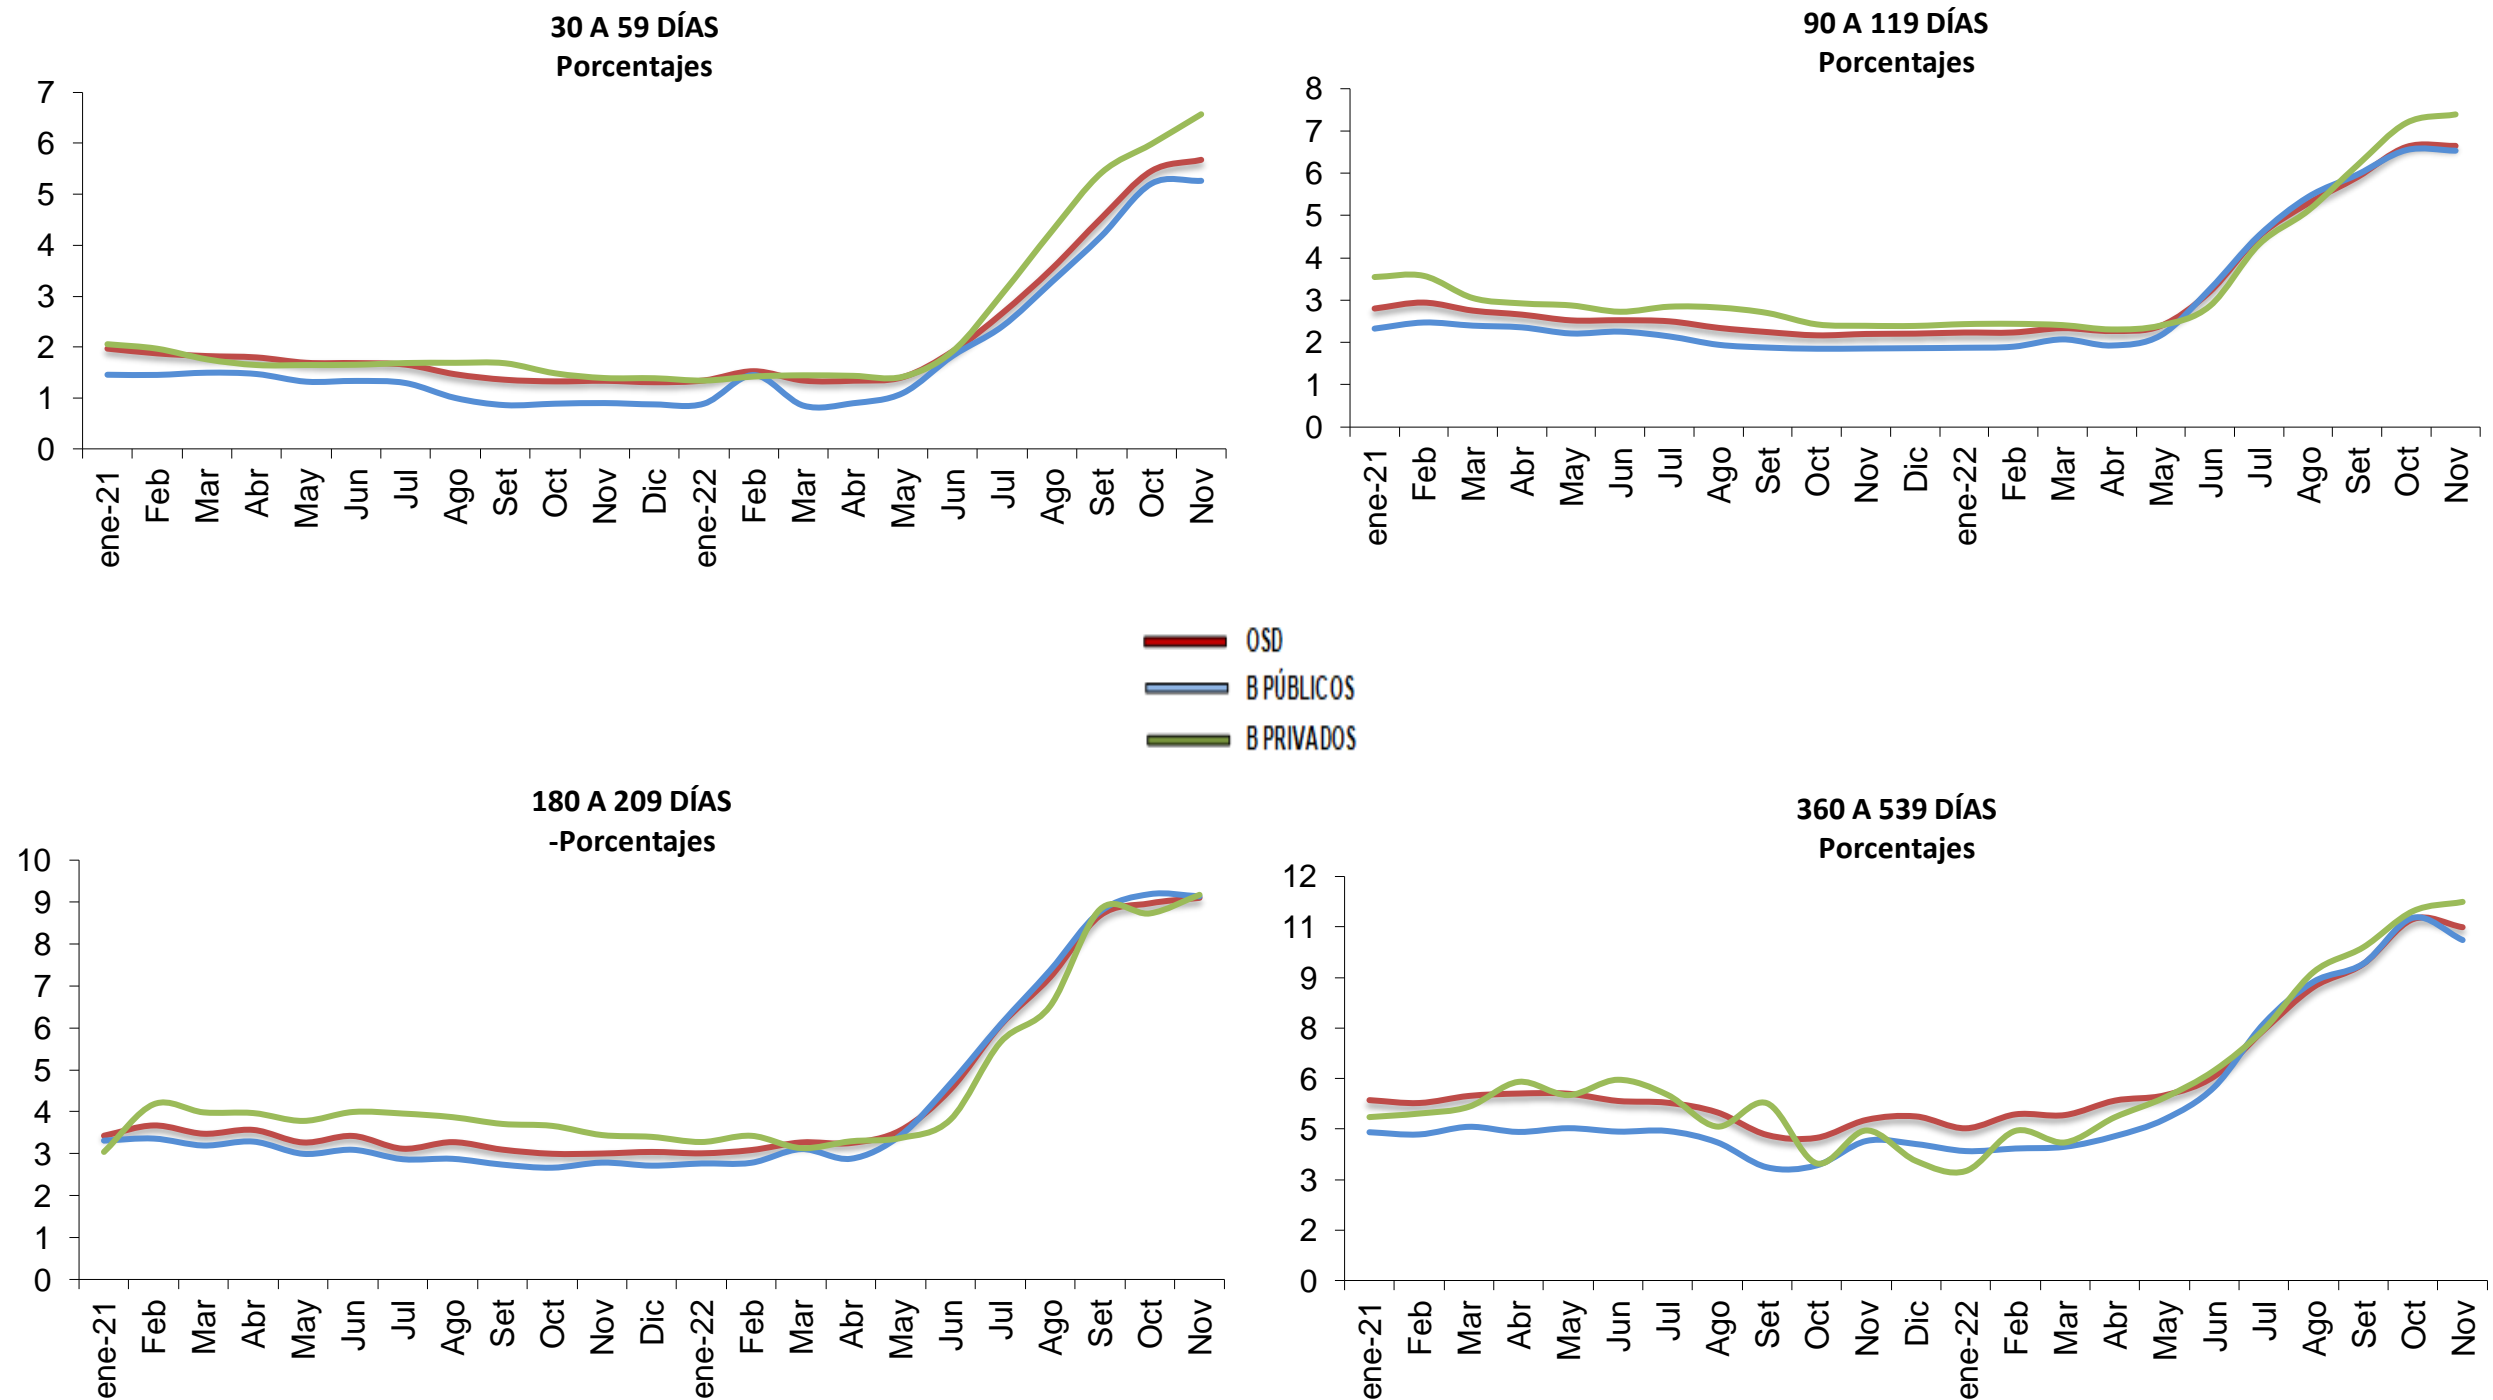 30 A 59 DÍAS
Porcentajes
7
6
5
4
3
2
1
0
ene-21
Feb
Mar
Abr
May
Jun
Jul
Ago
Set
Oct
Nov
Dic
ene-22
Feb
Mar
Abr
May
Jun
Jul
Ago
Set
Oct
Nov
90 A 119 DÍAS
Porcentajes
8
7
6
5
4
3
2
1
0
ene-21
Feb
Mar
Abr
May
Jun
Jul
Ago
Set
Oct
Nov
Dic
ene-22
Feb
Mar
Abr
May
Jun
Jul
Ago
Set
Oct
Nov
OSD
B PÚBLICOS
B PRIVADOS
180 A 209 DÍAS
-Porcentajes
10
9
8
7
6
5
4
3
2
1
0
ene-21
Feb
Mar
Abr
May
Jun
Jul
Ago
Set
Oct
Nov
Dic
ene-22
Feb
Mar
Abr
May
Jun
Jul
Ago
Set
Oct
Nov
360 A 539 DÍAS
Porcentajes
12
11
9
8
6
5
3
2
0
ene-21
Feb
Mar
Abr
May
Jun
Jul
Ago
Set
Oct
Nov
Dic
ene-22
Feb
Mar
Abr
May
Jun
Jul
Ago
Set
Oct
Nov